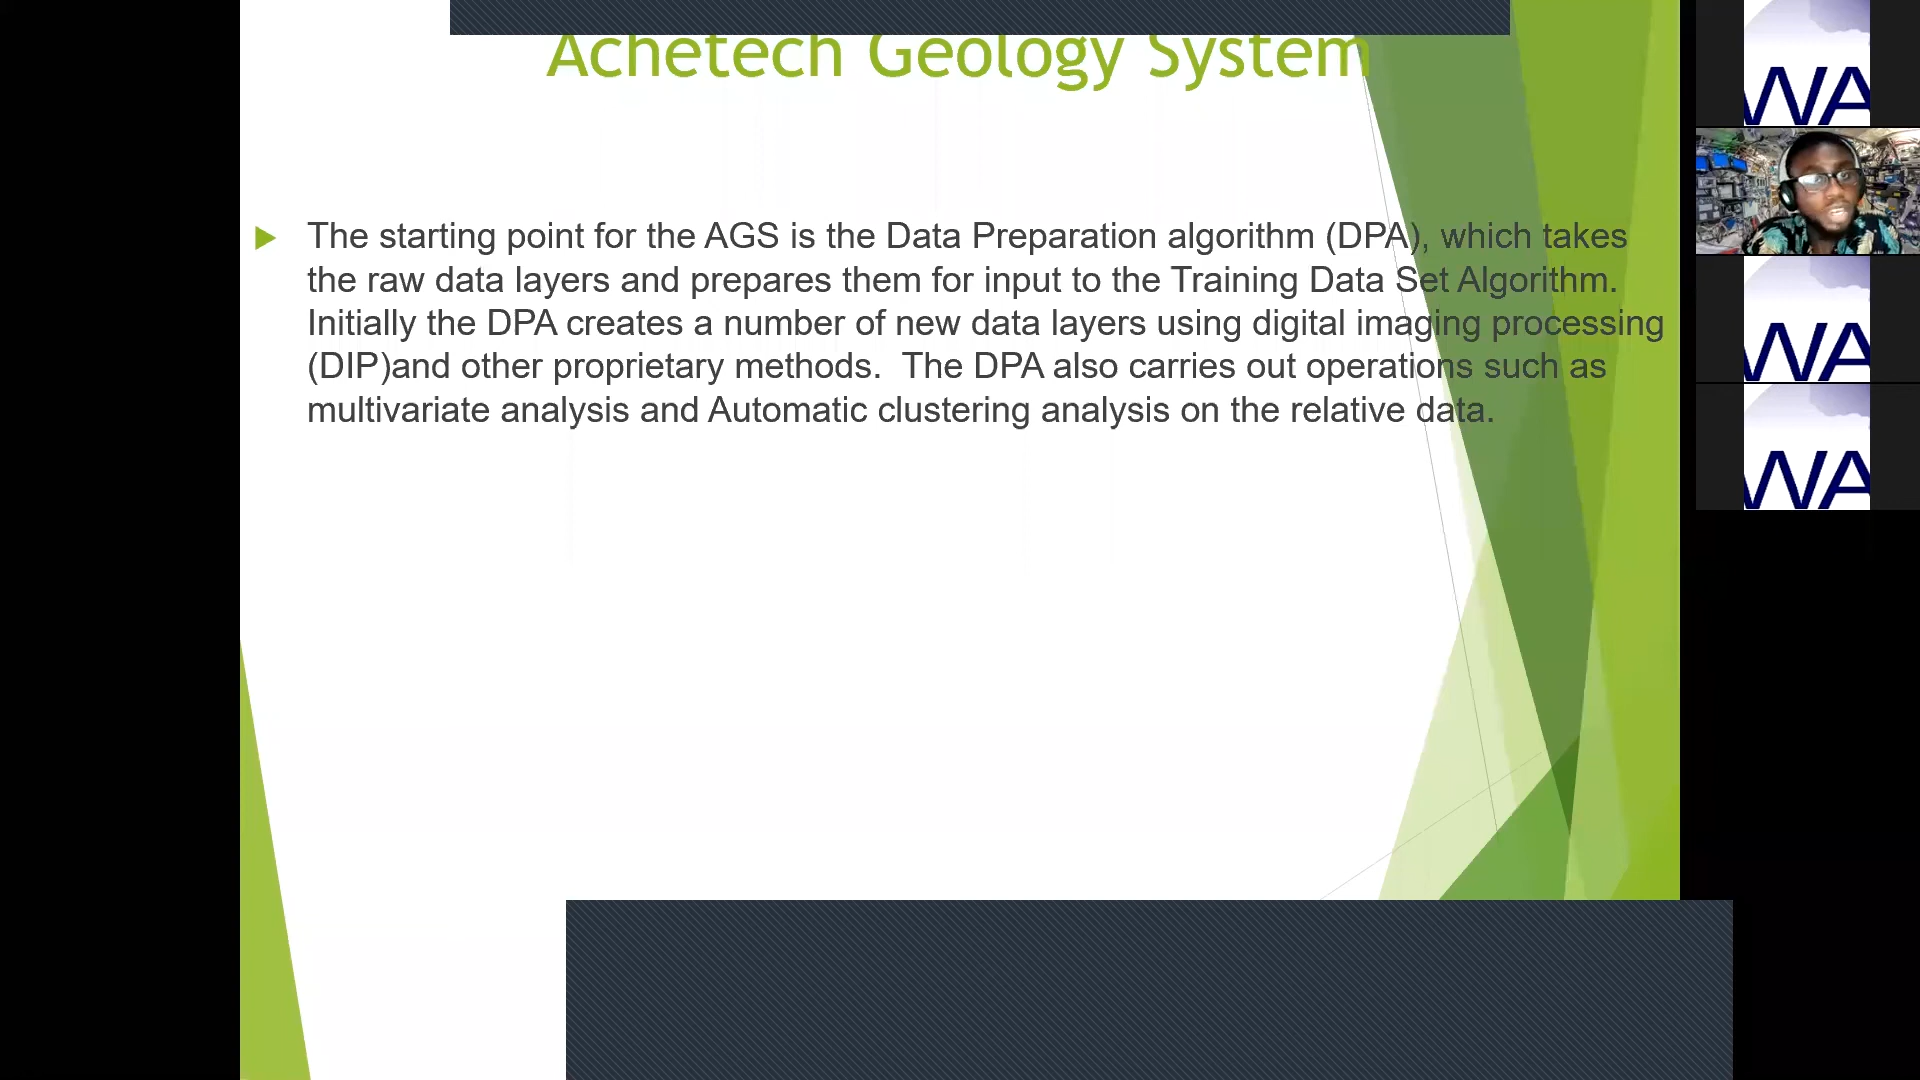 Achetech Geology System
The starting point for the AGS is the Data Preparation algorithm (DPA), which takes
the raw data layers and prepares them for input to the Training Data Set Algorithm.
Initially the DPA creates a number of new data layers using digital imaging processing
(DIP)and other proprietary methods.  The DPA also carries out operations such as
multivariate analysis and Automatic clustering analysis on the relative data.
WA
WA
WA